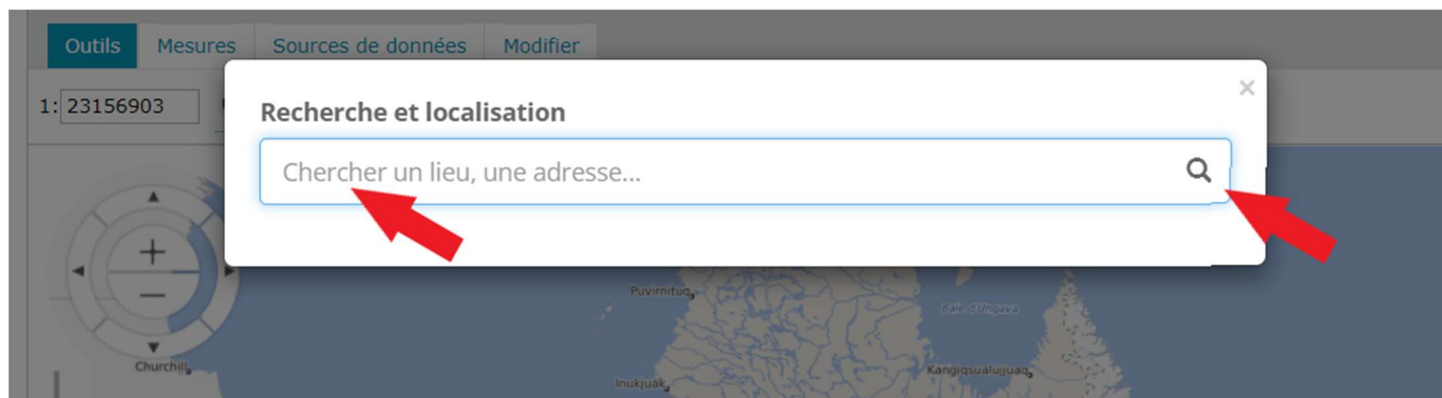 Outils Mesures Sources de données Modifier
×
1: 23156903
Recherche et localisation
Chercher un lieu, une adresse...
Puvirnituq
Baie d'Ungava
Churchill
Kangiqsualujjuaq
Inukjuak